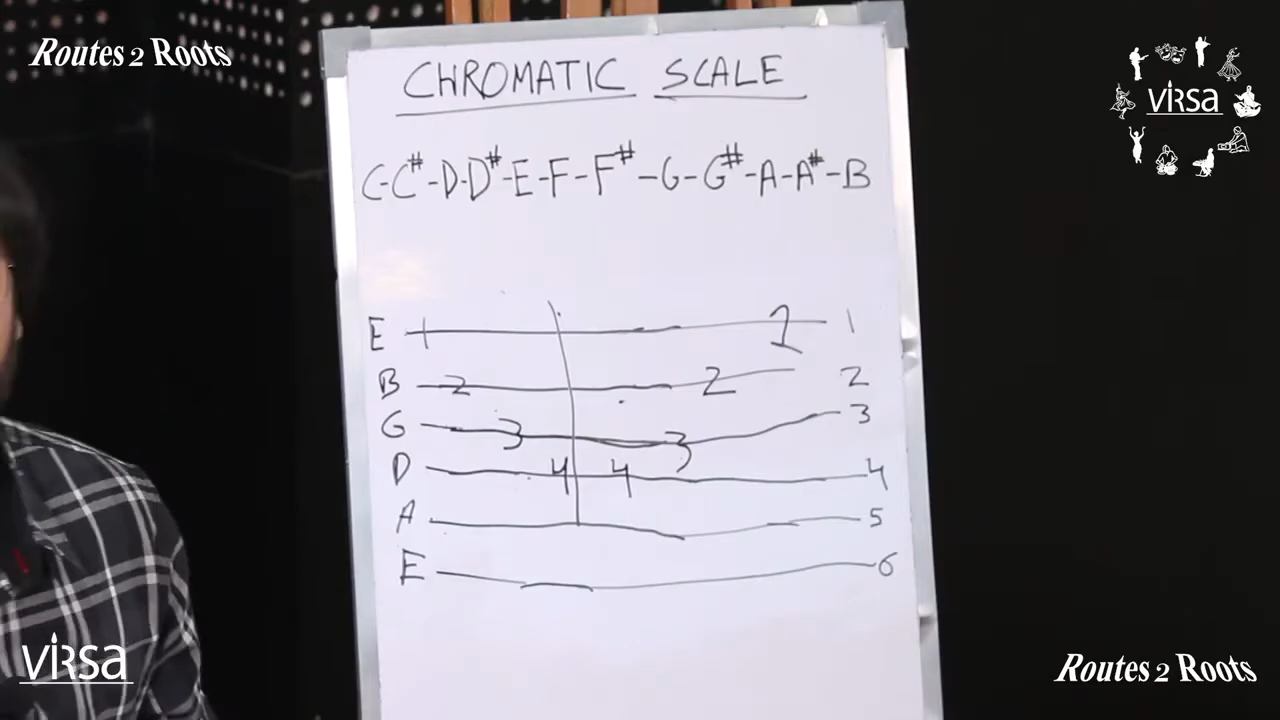 Routes 2 Roots
VIRSA
CHROMATIC SCALE
C-C#-D-D#-E-F-F#-G-G#-A-A#-B
E 1 1 1
B 2 2 2
G 3 3 3
D 4 4 4
A 5
E 6
VIRSA
Routes 2 Roots